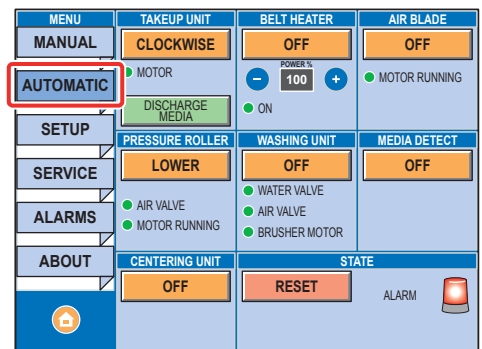 MENU
MANUAL
AUTOMATIC
SETUP
SERVICE
ALARMS
ABOUT
TAKEUP UNIT
CLOCKWISE
MOTOR
DISCHARGE
MEDIA
BELT HEATER
OFF
POWER %
− 100 +
ON
AIR BLADE
OFF
MOTOR RUNNING
PRESSURE ROLLER
LOWER
AIR VALVE
MOTOR RUNNING
WASHING UNIT
OFF
WATER VALVE
AIR VALVE
BRUSHER MOTOR
MEDIA DETECT
OFF
CENTERING UNIT
OFF
STATE
RESET
ALARM